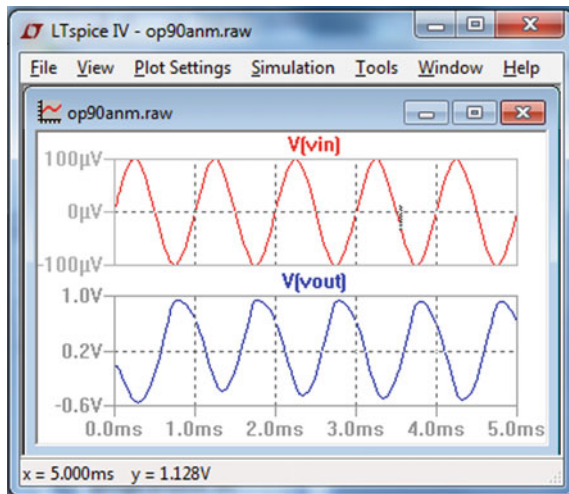 LTspice IV - op90anm.raw
File View Plot Settings Simulation Tools Window Help
op90anm.raw
V(vin)
100µV
0µV
-100µV
V(vout)
1.0V
0.2V
-0.6V
0.0ms 1.0ms 2.0ms 3.0ms 4.0ms 5.0ms
x = 5.000ms y = 1.128V